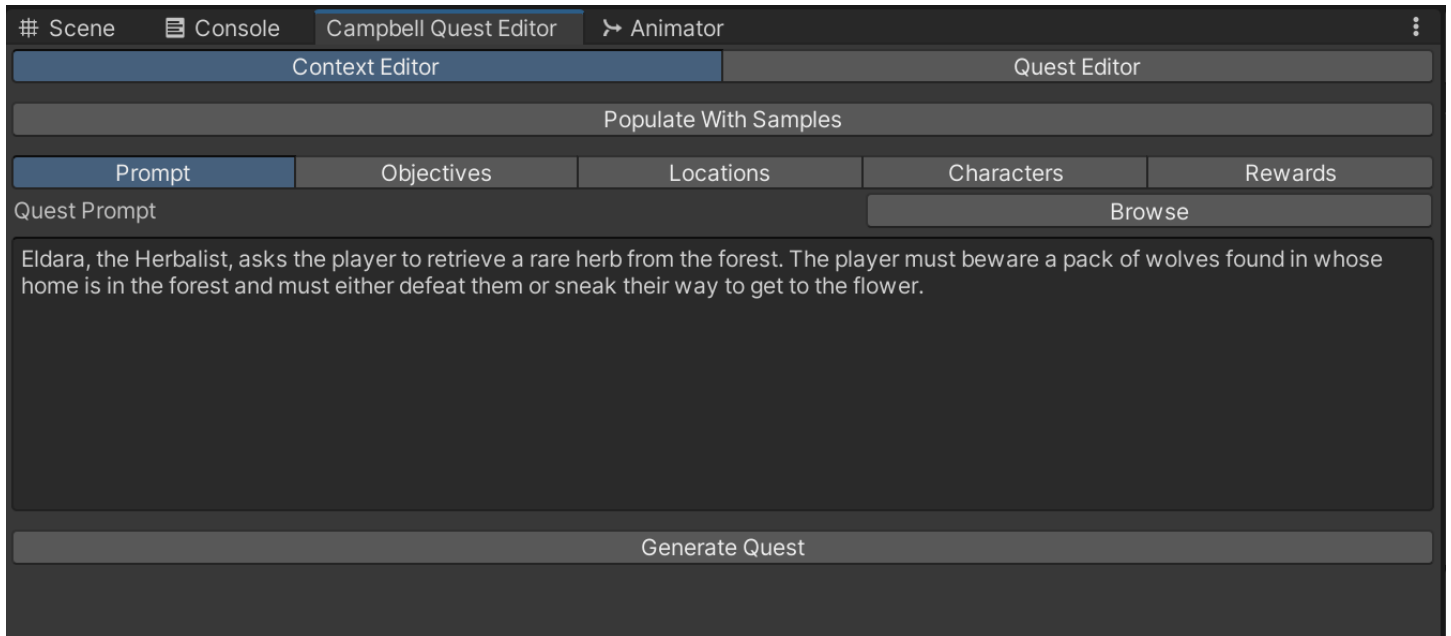 Scene Console Campbell Quest Editor Animator
Context Editor Quest Editor
Populate With Samples
Prompt Objectives Locations Characters Rewards
Quest Prompt Browse
Eldara, the Herbalist, asks the player to retrieve a rare herb from the forest. The player must beware a pack of wolves found in whose
home is in the forest and must either defeat them or sneak their way to get to the flower.
Generate Quest